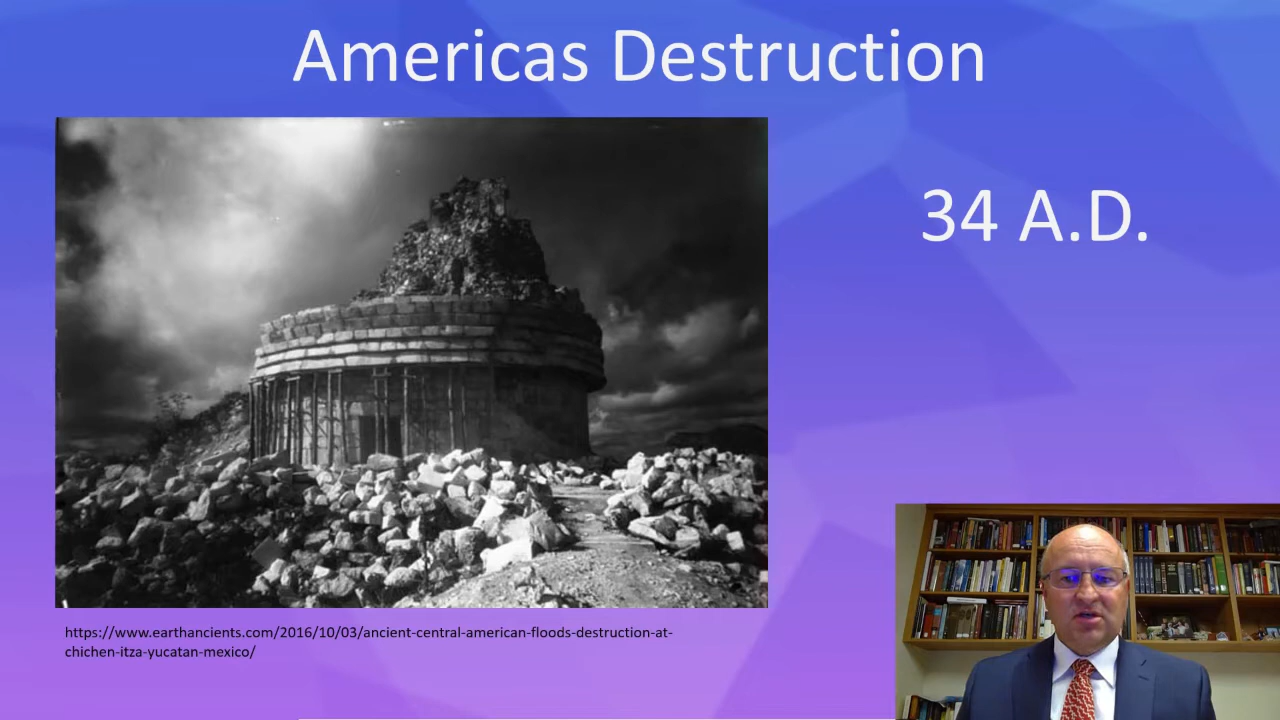 Americas Destruction
34 A.D.
https://www.earthancients.com/2016/10/03/ancient-central-american-floods-destruction-at-
chichen-itza-yucatan-mexico/